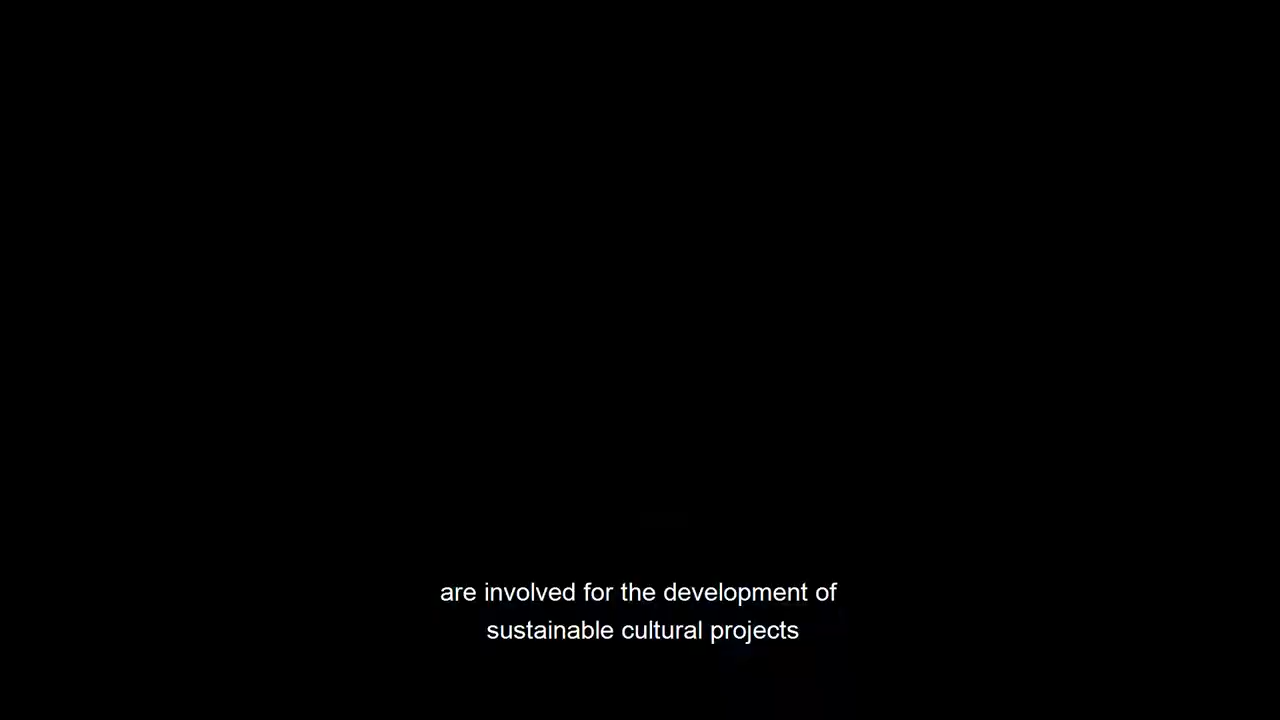 are involved for the development of
sustainable cultural projects